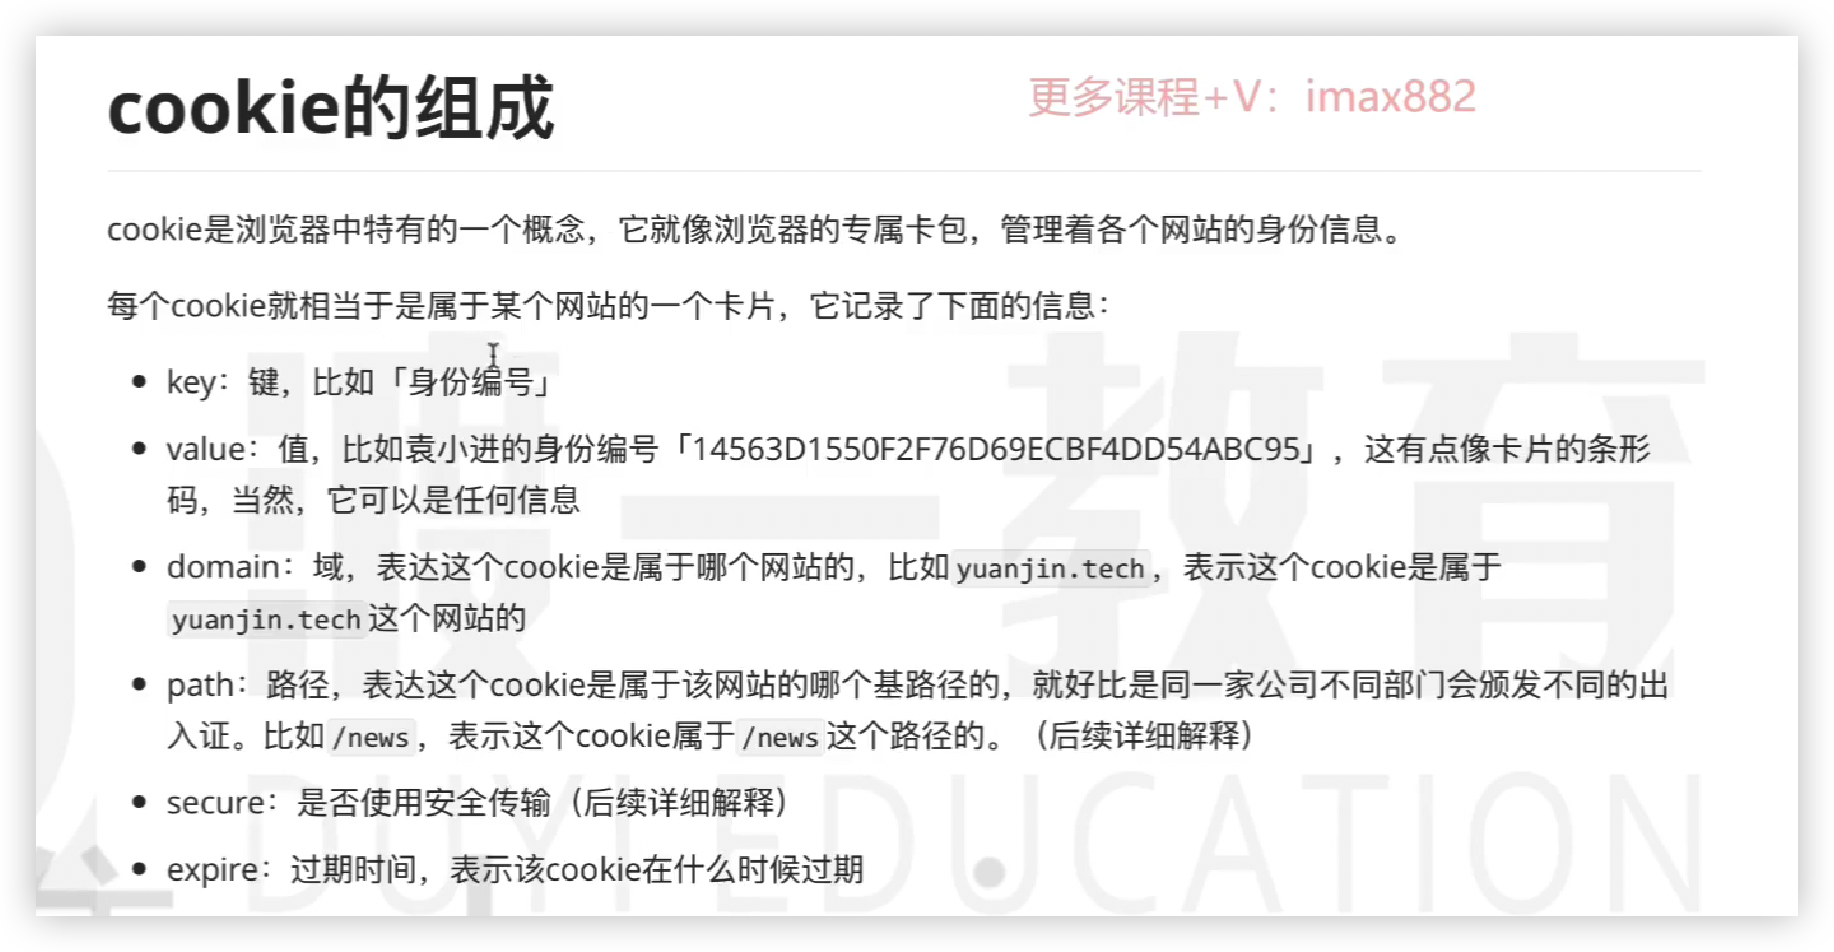 cookie的组成
更多课程+V：imax882
cookie是浏览器中特有的一个概念，它就像浏览器的专属卡包，管理着各个网站的身份信息。
每个cookie就相当于是属于某个网站的一个卡片，它记录了下面的信息：
key：键，比如「身份编号」
value：值，比如袁小进的身份编号「14563D1550F2F76D69ECBF4DD54ABC95」，这有点像卡片的条形
码，当然，它可以是任何信息
domain：域，表达这个cookie是属于哪个网站的，比如yuanjin.tech，表示这个cookie是属于
yuanjin.tech这个网站的
path：路径，表达这个cookie是属于该网站的哪个基路径的，就好比是同一家公司不同部门会颁发不同的出
入证。比如/news，表示这个cookie属于/news这个路径的。（后续详细解释）
secure：是否使用安全传输（后续详细解释）
expire：过期时间，表示该cookie在什么时候过期
渡一教育
DUYI EDUCATION